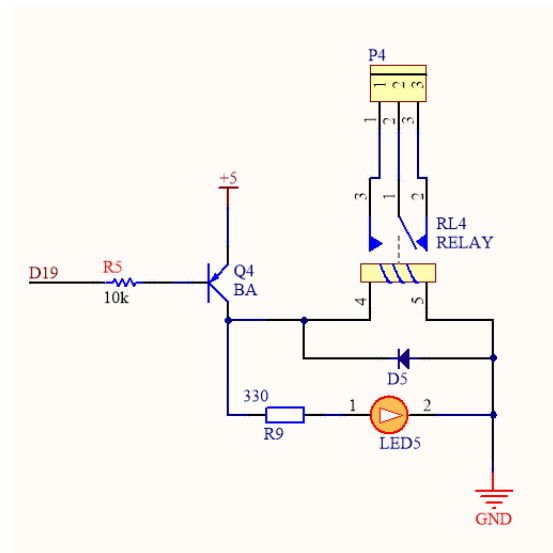 P4
1 2 3
1 2 3
3 1 2
RL4
RELAY
+5
D19
R5
10k
Q4
BA
4 5
D5
330
R9
1 2
LED5
GND